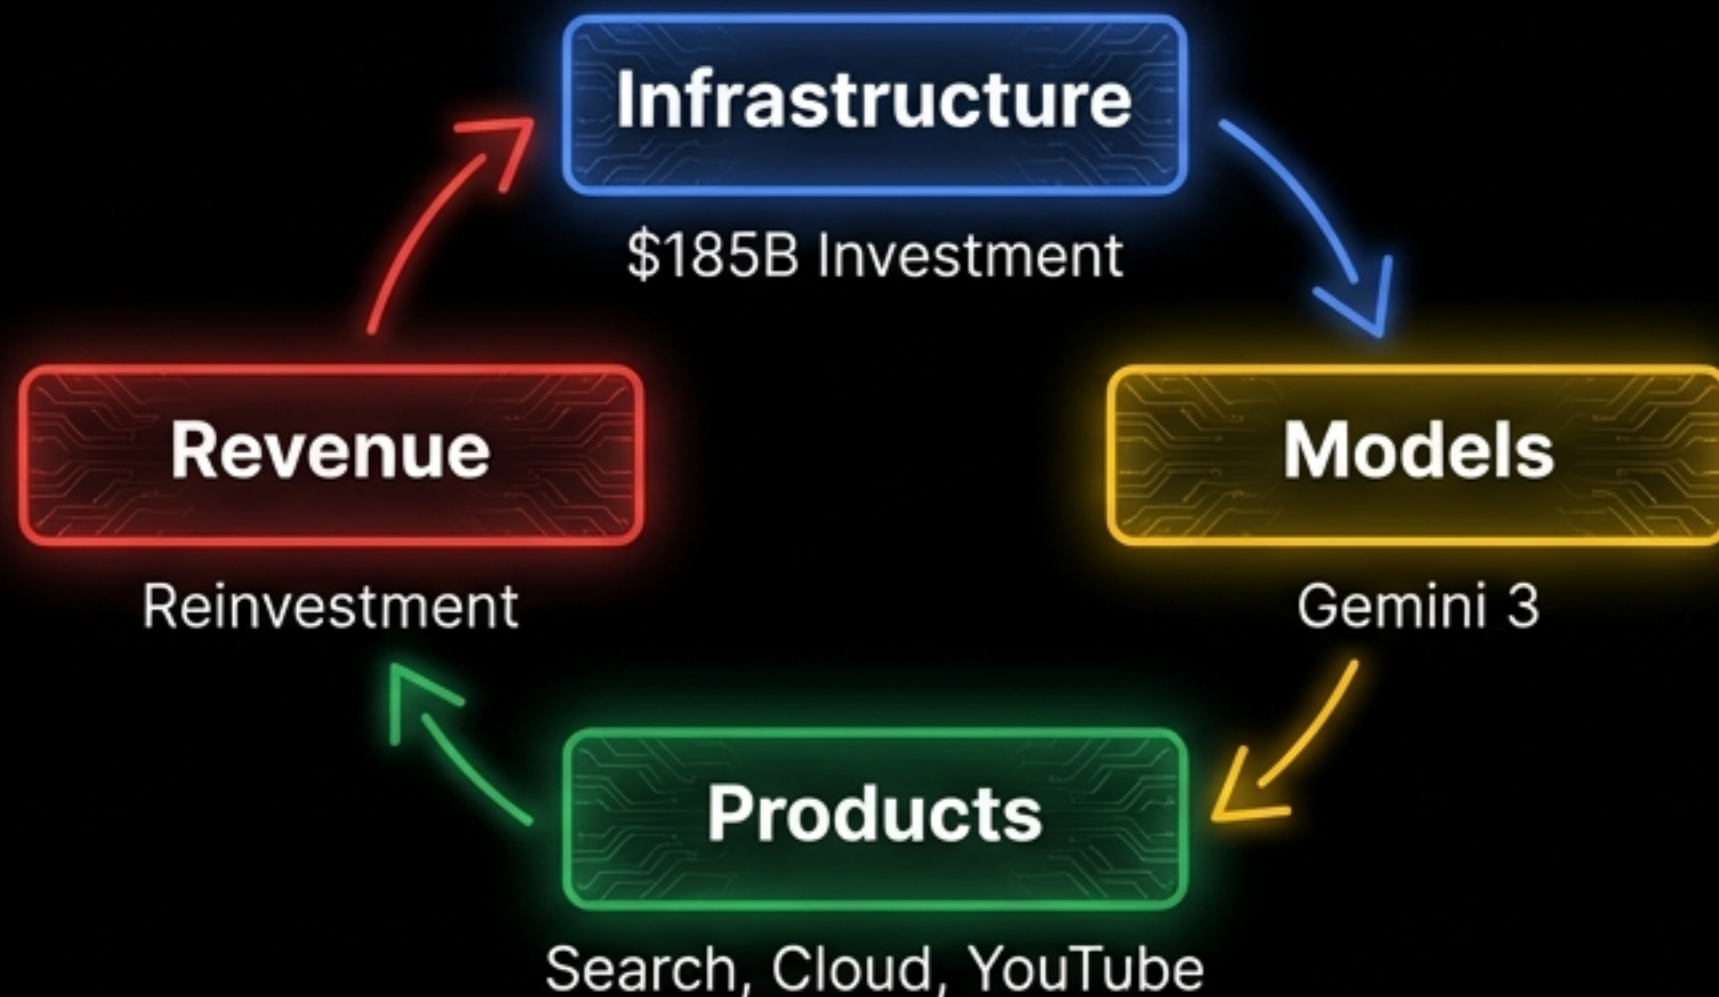 Infrastructure
$185B Investment
Revenue
Models
Reinvestment
Gemini 3
Products
Search, Cloud, YouTube